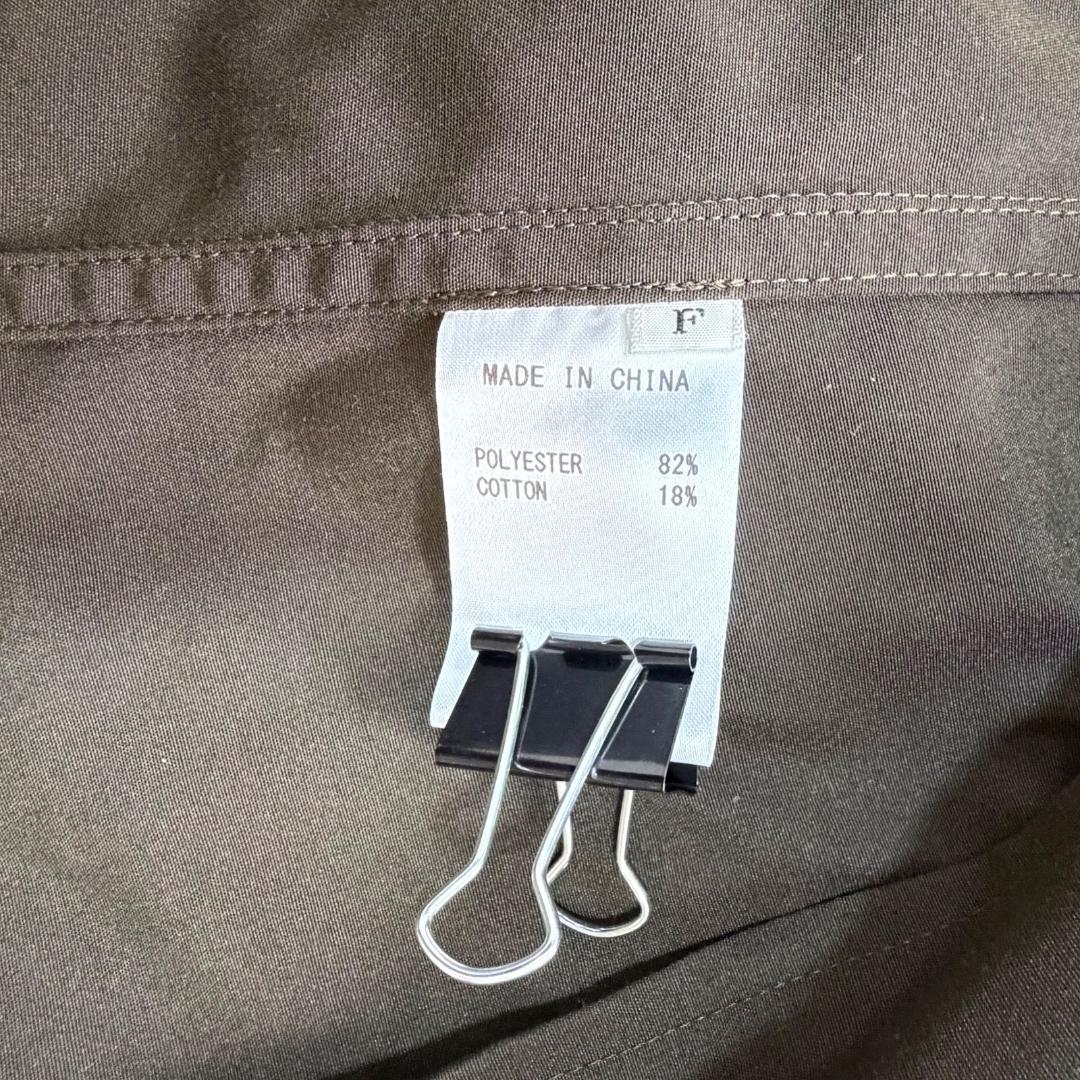 F
MADE IN CHINA
POLYESTER 82%
COTTON 18%